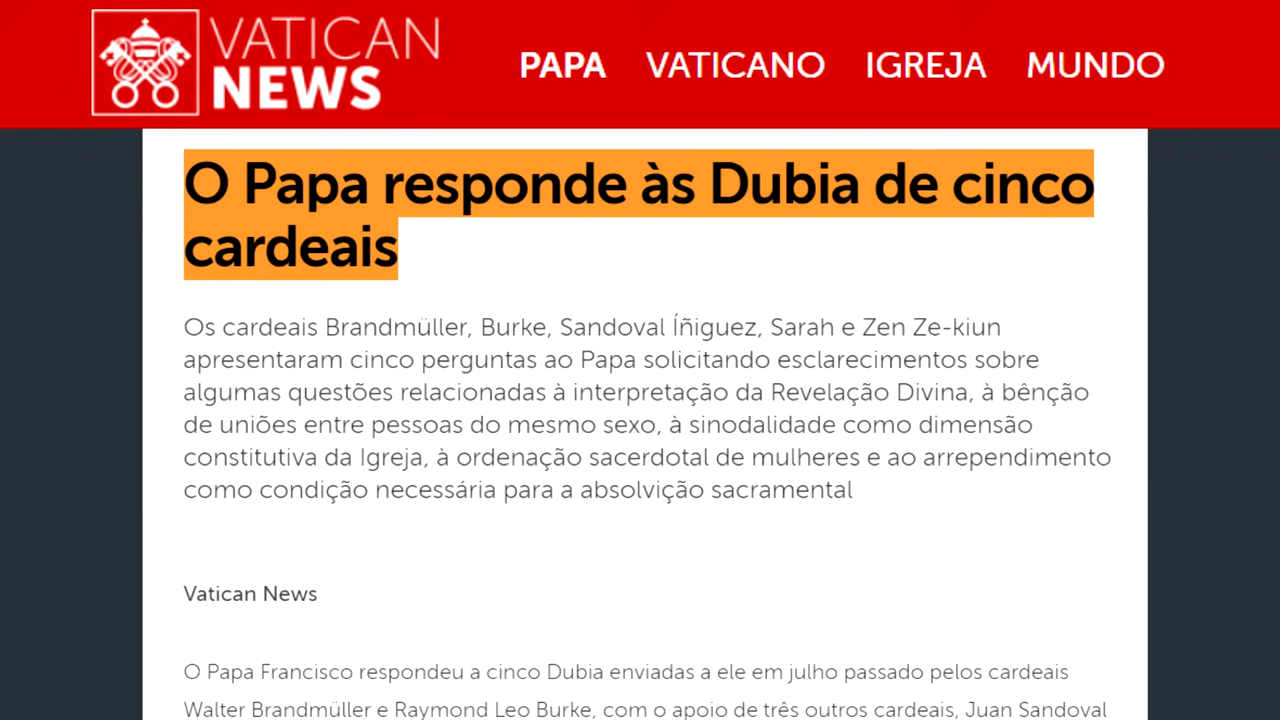 VATICAN
NEWS
PAPA VATICANO IGREJA MUNDO
O Papa responde às Dubia de cinco
cardeais
Os cardeais Brandmüller, Burke, Sandoval Íñiguez, Sarah e Zen Ze-kiun
apresentaram cinco perguntas ao Papa solicitando esclarecimentos sobre
algumas questões relacionadas à interpretação da Revelação Divina, à bênção
de uniões entre pessoas do mesmo sexo, à sinodalidade como dimensão
constitutiva da Igreja, à ordenação sacerdotal de mulheres e ao arrependimento
como condição necessária para a absolvição sacramental
Vatican News
O Papa Francisco respondeu a cinco Dubia enviadas a ele em julho passado pelos cardeais
Walter Brandmüller e Raymond Leo Burke, com o apoio de três outros cardeais, Juan Sandoval